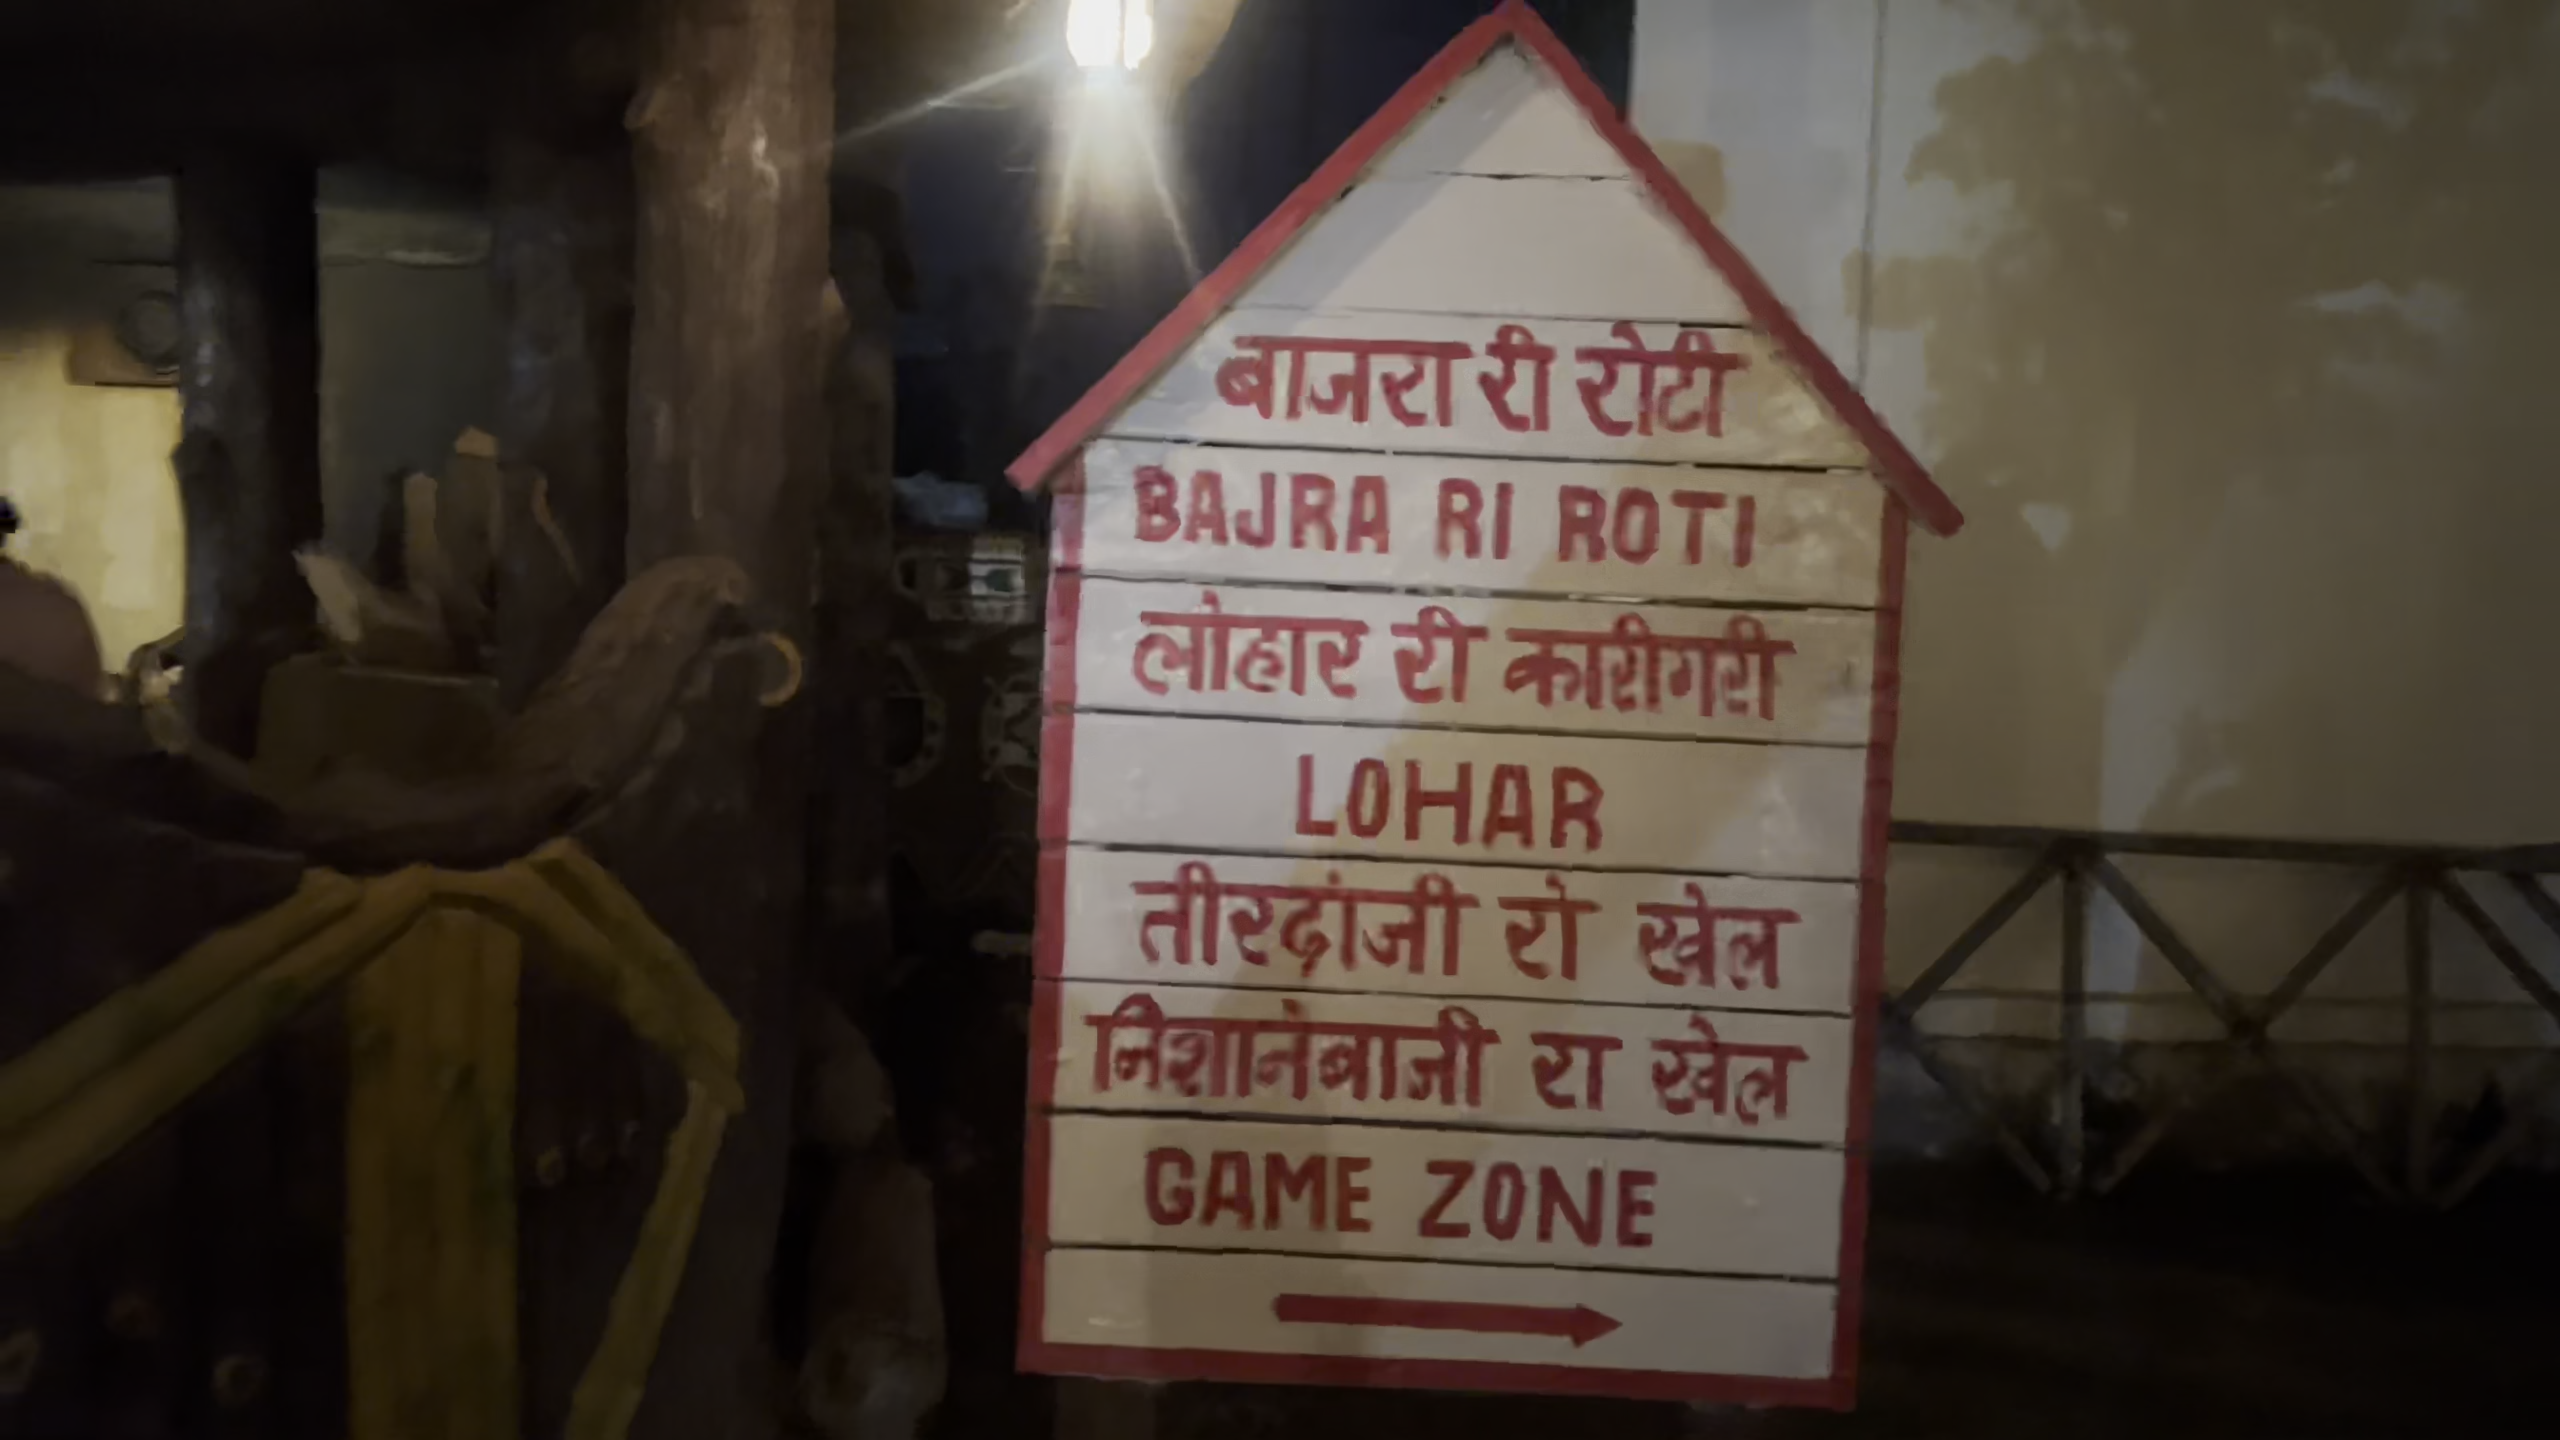 बाजरा री रोटी
BAJRA RI ROTI
लोहार री कारीगरी
LOHAR
तीरदांजी रो खेल
निशानेबाजी रा खेल
GAME ZONE